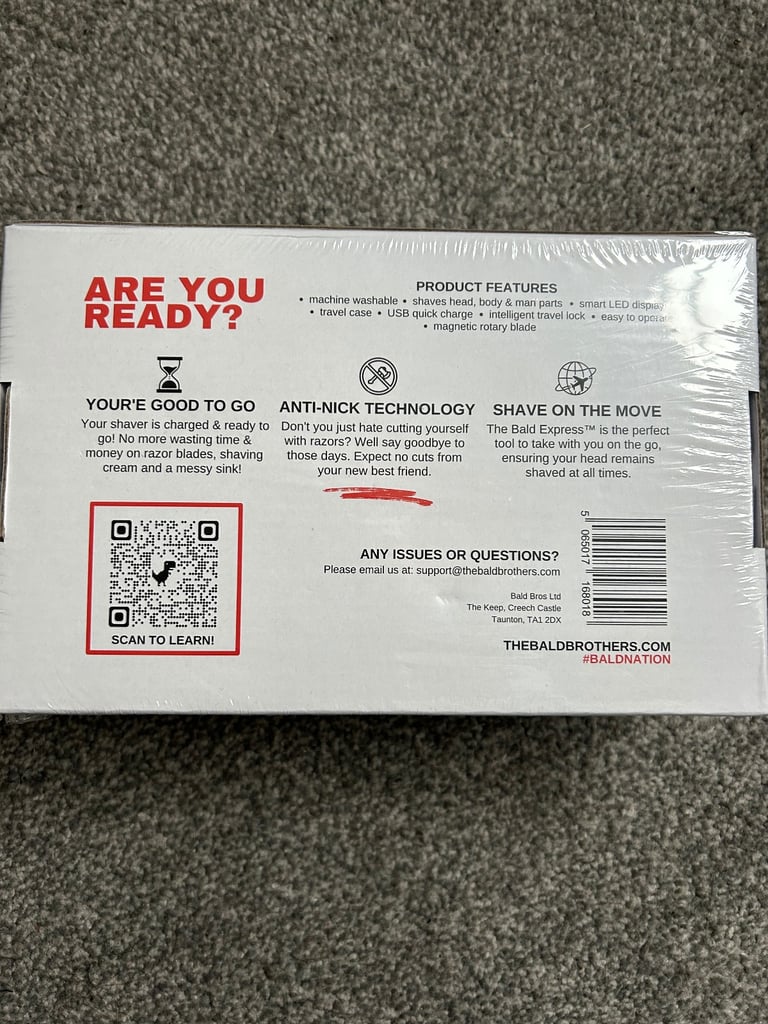 ARE YOU
READY?
PRODUCT FEATURES
• machine washable • shaves head, body & man parts • smart LED display
• travel case • USB quick charge • intelligent travel lock • easy to operate
• magnetic rotary blade
YOUR'E GOOD TO GO
Your shaver is charged & ready to
go! No more wasting time &
money on razor blades, shaving
cream and a messy sink!
ANTI-NICK TECHNOLOGY
Don't you just hate cutting yourself
with razors? Well say goodbye to
those days. Expect no cuts from
your new best friend.
SHAVE ON THE MOVE
The Bald Express™ is the perfect
tool to take with you on the go,
ensuring your head remains
shaved at all times.
SCAN TO LEARN!
ANY ISSUES OR QUESTIONS?
Please email us at: support@thebaldbrothers.com
Bald Bros Ltd
The Keep, Creech Castle
Taunton, TA1 2DX
5 065017 168018
THEBALDBROTHERS.COM
#BALDNATION